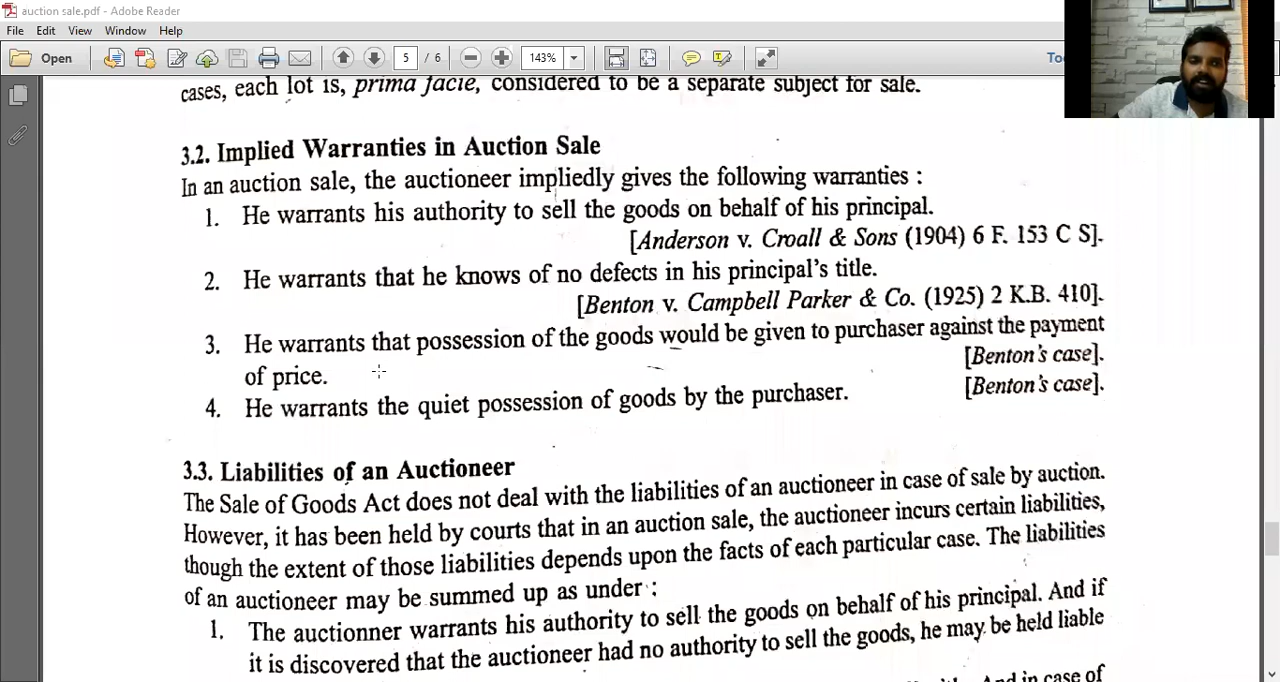 auction sale.pdf - Adobe Reader
File Edit View Window Help
Open 5 / 6 143%
cases, each lot is, prima facie, considered to be a separate subject for sale.
3.2. Implied Warranties in Auction Sale
In an auction sale, the auctioneer impliedly gives the following warranties :
1. He warrants his authority to sell the goods on behalf of his principal.
[Anderson v. Croall & Sons (1904) 6 F. 153 C S].
2. He warrants that he knows of no defects in his principal's title.
[Benton v. Campbell Parker & Co. (1925) 2 K.B. 410].
3. He warrants that possession of the goods would be given to purchaser against the payment
of price. [Benton's case].
4. He warrants the quiet possession of goods by the purchaser. [Benton's case].
3.3. Liabilities of an Auctioneer
The Sale of Goods Act does not deal with the liabilities of an auctioneer in case of sale by auction.
However, it has been held by courts that in an auction sale, the auctioneer incurs certain liabilities,
though the extent of those liabilities depends upon the facts of each particular case. The liabilities
of an auctioneer may be summed up as under :
1. The auctionner warrants his authority to sell the goods on behalf of his principal. And if
it is discovered that the auctioneer had no authority to sell the goods, he may be held liable
And in case of